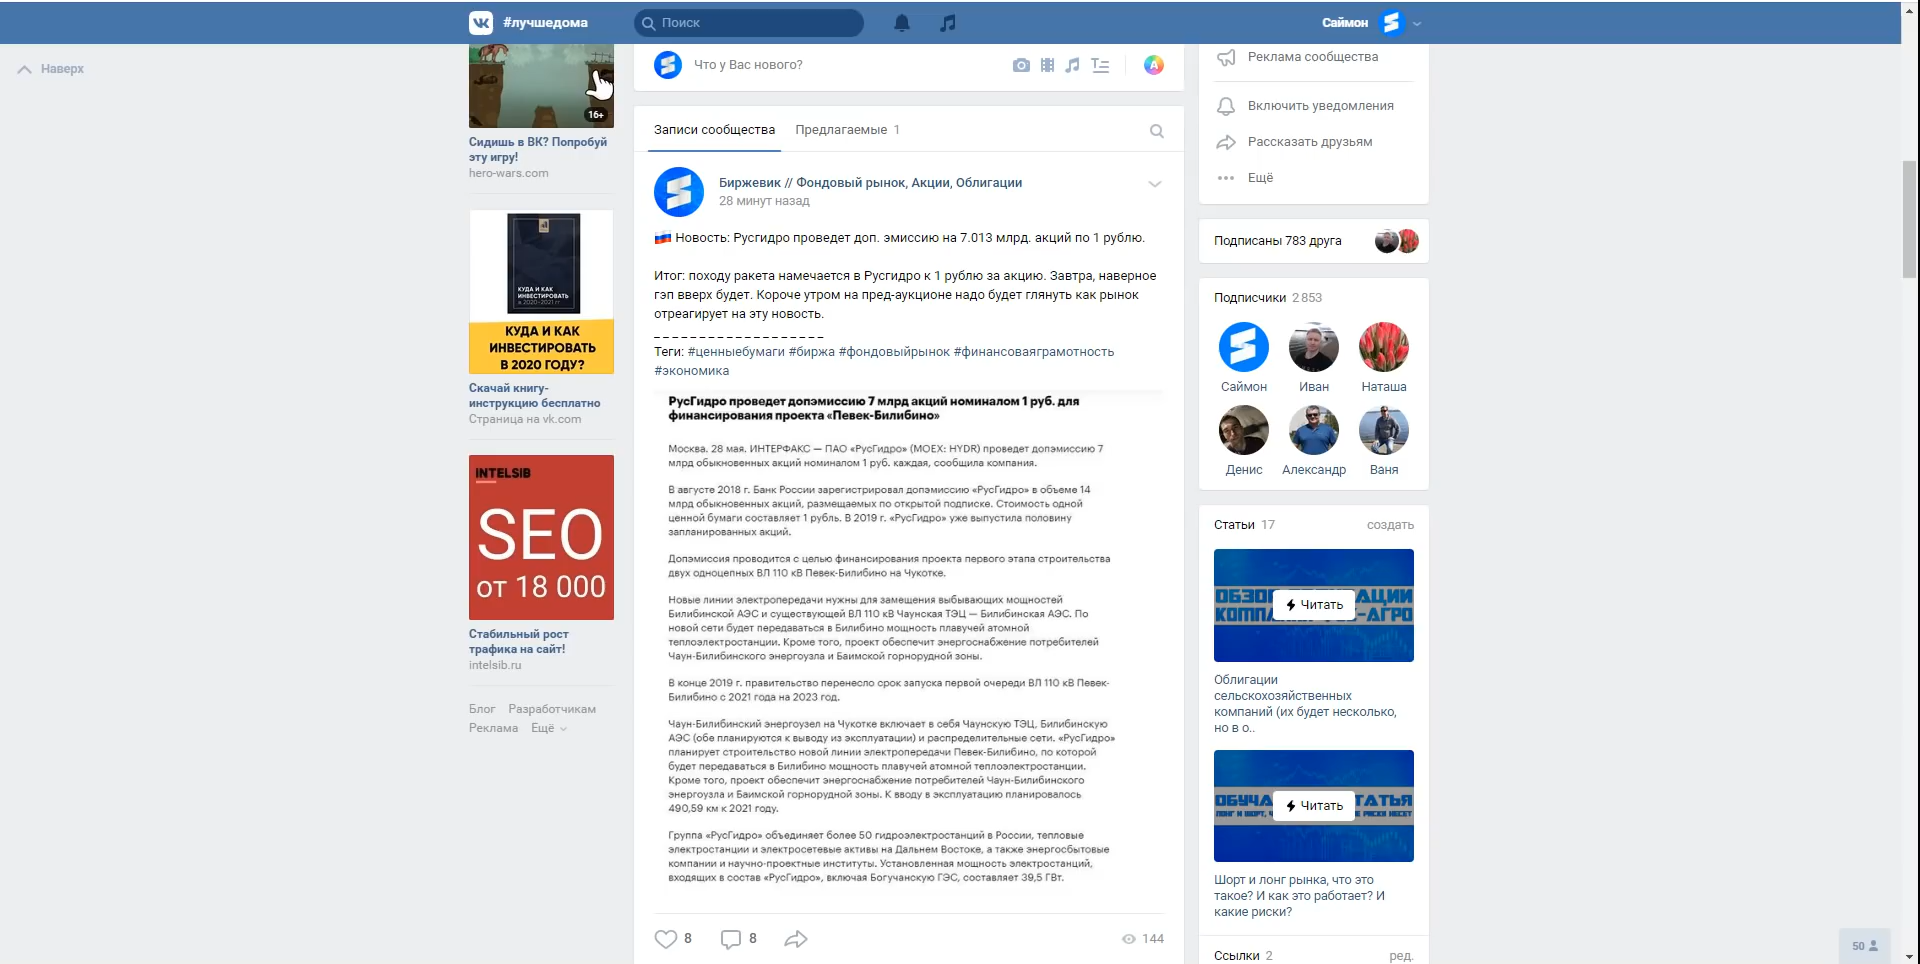 #лучшедома
Поиск
Саймон
Наверх
16+
Сидишь в ВК? Попробуй
эту игру!
hero-wars.com
КУДА И КАК
ИНВЕСТИРОВАТЬ
в 2020-2021 гг
КУДА И КАК
ИНВЕСТИРОВАТЬ
В 2020 ГОДУ?
Скачай книгу-
инструкцию бесплатно
Страница на vk.com
INTELSIB
SEO
от 18 000
Стабильный рост
трафика на сайт!
intelsib.ru
Блог Разработчикам
Реклама Ещё
Что у Вас нового?
Записи сообщества Предлагаемые 1
Биржевик // Фондовый рынок, Акции, Облигации
28 минут назад
Новость: Русгидро проведет доп. эмиссию на 7.013 млрд. акций по 1 рублю.
Итог: походу ракета намечается в Русгидро к 1 рублю за акцию. Завтра, наверное
гэп вверх будет. Короче утром на пред-аукционе надо будет глянуть как рынок
отреагирует на эту новость.
_ _ _ _ _ _ _ _ _ _ _ _ _ _ _ _ _ _ _
Теги: #ценныебумаги #биржа #фондовыйрынок #финансоваяграмотность
#экономика
РусГидро проведет допэмиссию 7 млрд акций номиналом 1 руб. для
финансирования проекта «Певек-Билибино»
Москва. 28 мая. ИНТЕРФАКС — ПАО «РусГидро» (MOEX: HYDR) проведет допэмиссию 7
млрд обыкновенных акций номиналом 1 руб. каждая, сообщила компания.
В августе 2018 г. Банк России зарегистрировал допэмиссию «РусГидро» в объеме 14
млрд обыкновенных акций, размещаемых по открытой подписке. Стоимость одной
ценной бумаги составляет 1 рубль. В 2019 г. «РусГидро» уже выпустила половину
запланированных акций.
Допэмиссия проводится с целью финансирования проекта первого этапа строительства
двух одноцепных ВЛ 110 кВ Певек-Билибино на Чукотке.
Новые линии электропередачи нужны для замещения выбывающих мощностей
Билибинской АЭС и существующей ВЛ 110 кВ Чаунская ТЭЦ — Билибинская АЭС. По
новой сети будет передаваться в Билибино мощность плавучей атомной
теплоэлектростанции. Кроме того, проект обеспечит энергоснабжение потребителей
Чаун-Билибинского энергоузла и Баимской горнорудной зоны.
В конце 2019 г. правительство перенесло срок запуска первой очереди ВЛ 110 кВ Певек-
Билибино с 2021 года на 2023 год.
Чаун-Билибинский энергоузел на Чукотке включает в себя Чаунскую ТЭЦ, Билибинскую
АЭС (обе планируются к выводу из эксплуатации) и распределительные сети. «РусГидро»
планирует строительство новой линии электропередачи Певек-Билибино, по которой
будет передаваться в Билибино мощность плавучей атомной теплоэлектростанции.
Кроме того, проект обеспечит энергоснабжение потребителей Чаун-Билибинского
энергоузла и Баимской горнорудной зоны. К вводу в эксплуатацию планировалось
490,59 км к 2021 году.
Группа «РусГидро» объединяет более 50 гидроэлектростанций в России, тепловые
электростанции и электросетевые активы на Дальнем Востоке, а также энергосбытовые
компании и научно-проектные институты. Установленная мощность электростанций,
входящих в состав «РусГидро», включая Богучанскую ГЭС, составляет 39,5 ГВт.
8 8 144
Реклама сообщества
Включить уведомления
Рассказать друзьям
Ещё
Подписаны 783 друга
Подписчики 2 853
Саймон Иван Наташа
Денис Александр Ваня
Статьи 17 создать
Читать
Облигации
сельскохозяйственных
компаний (их будет несколько,
но в о..
Читать
Шорт и лонг рынка, что это
такое? И как это работает? И
какие риски?
Ссылки 2 ред.
50